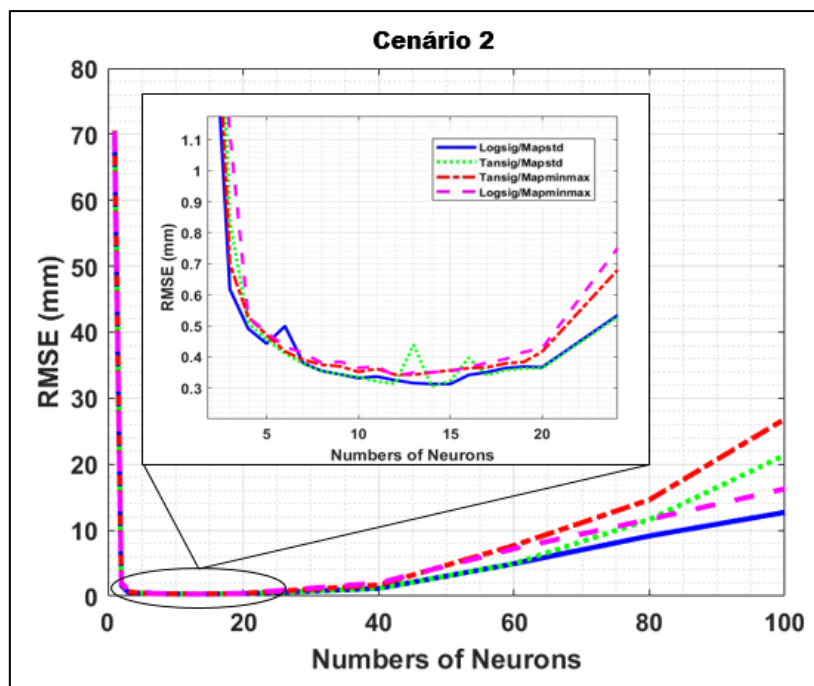 Cenário 2
80
70
60
50
40
30
20
10
0
RMSE (mm)
0 20 40 60 80 100
Numbers of Neurons
1.1
1
0.9
0.8
0.7
0.6
0.5
0.4
0.3
RMSE (mm)
5 10 15 20
Numbers of Neurons
Logsig/Mapstd
Tansig/Mapstd
Tansig/Mapminmax
Logsig/Mapminmax